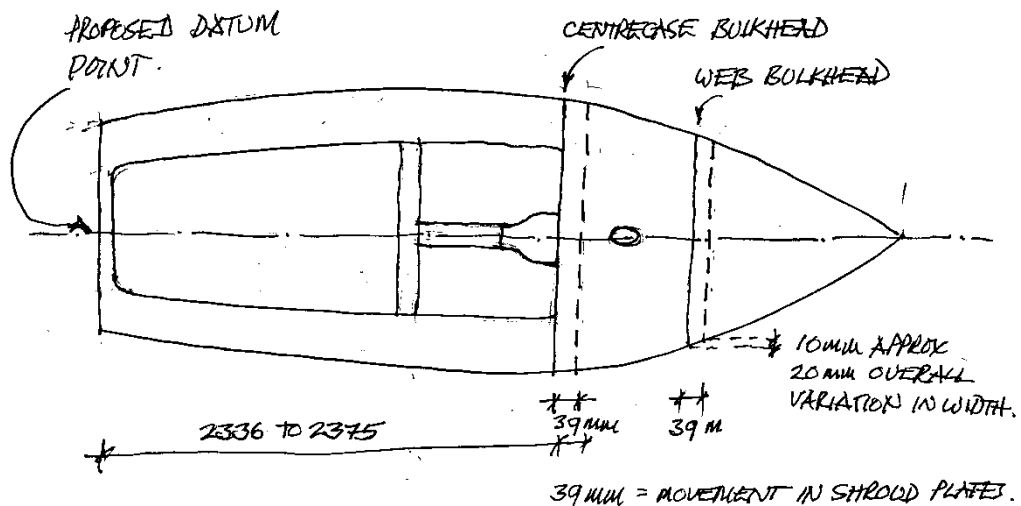 PROPOSED DATUM
POINT.
CENTRECASE BULKHEAD
WEB BULKHEAD
10mm APPROX
20mm OVERALL
VARIATION IN WIDTH.
2336 TO 2375
39mm
39m
39mm = MOVEMENT IN SHROUD PLATES.